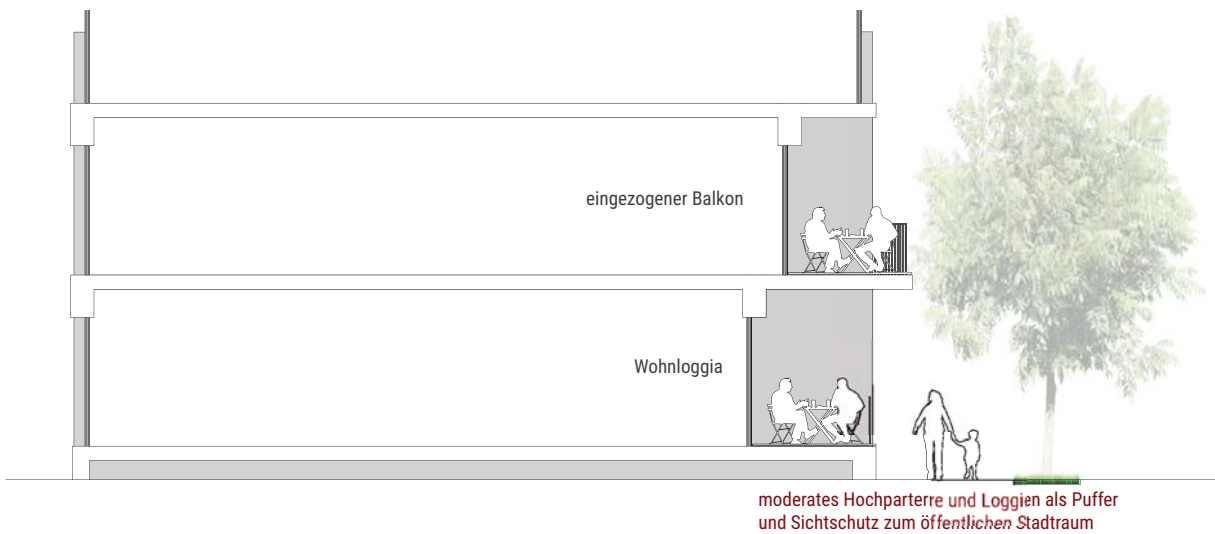 eingezogener Balkon
Wohnloggia
moderates Hochparterre und Loggien als Puffer
und Sichtschutz zum öffentlichen Stadtraum